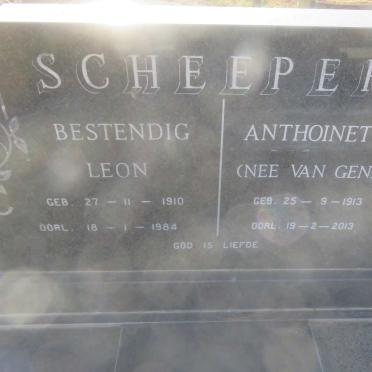 SCHEEPER
BESTENDIG
LEON
GEB. 27 — 11 — 1910
OORL. 18 — 1 — 1984
ANTHOINET
(NEE VAN GEN
GEB. 25 — 9 — 1913
OORL. 19 — 2 — 2013
GOD IS LIEFDE